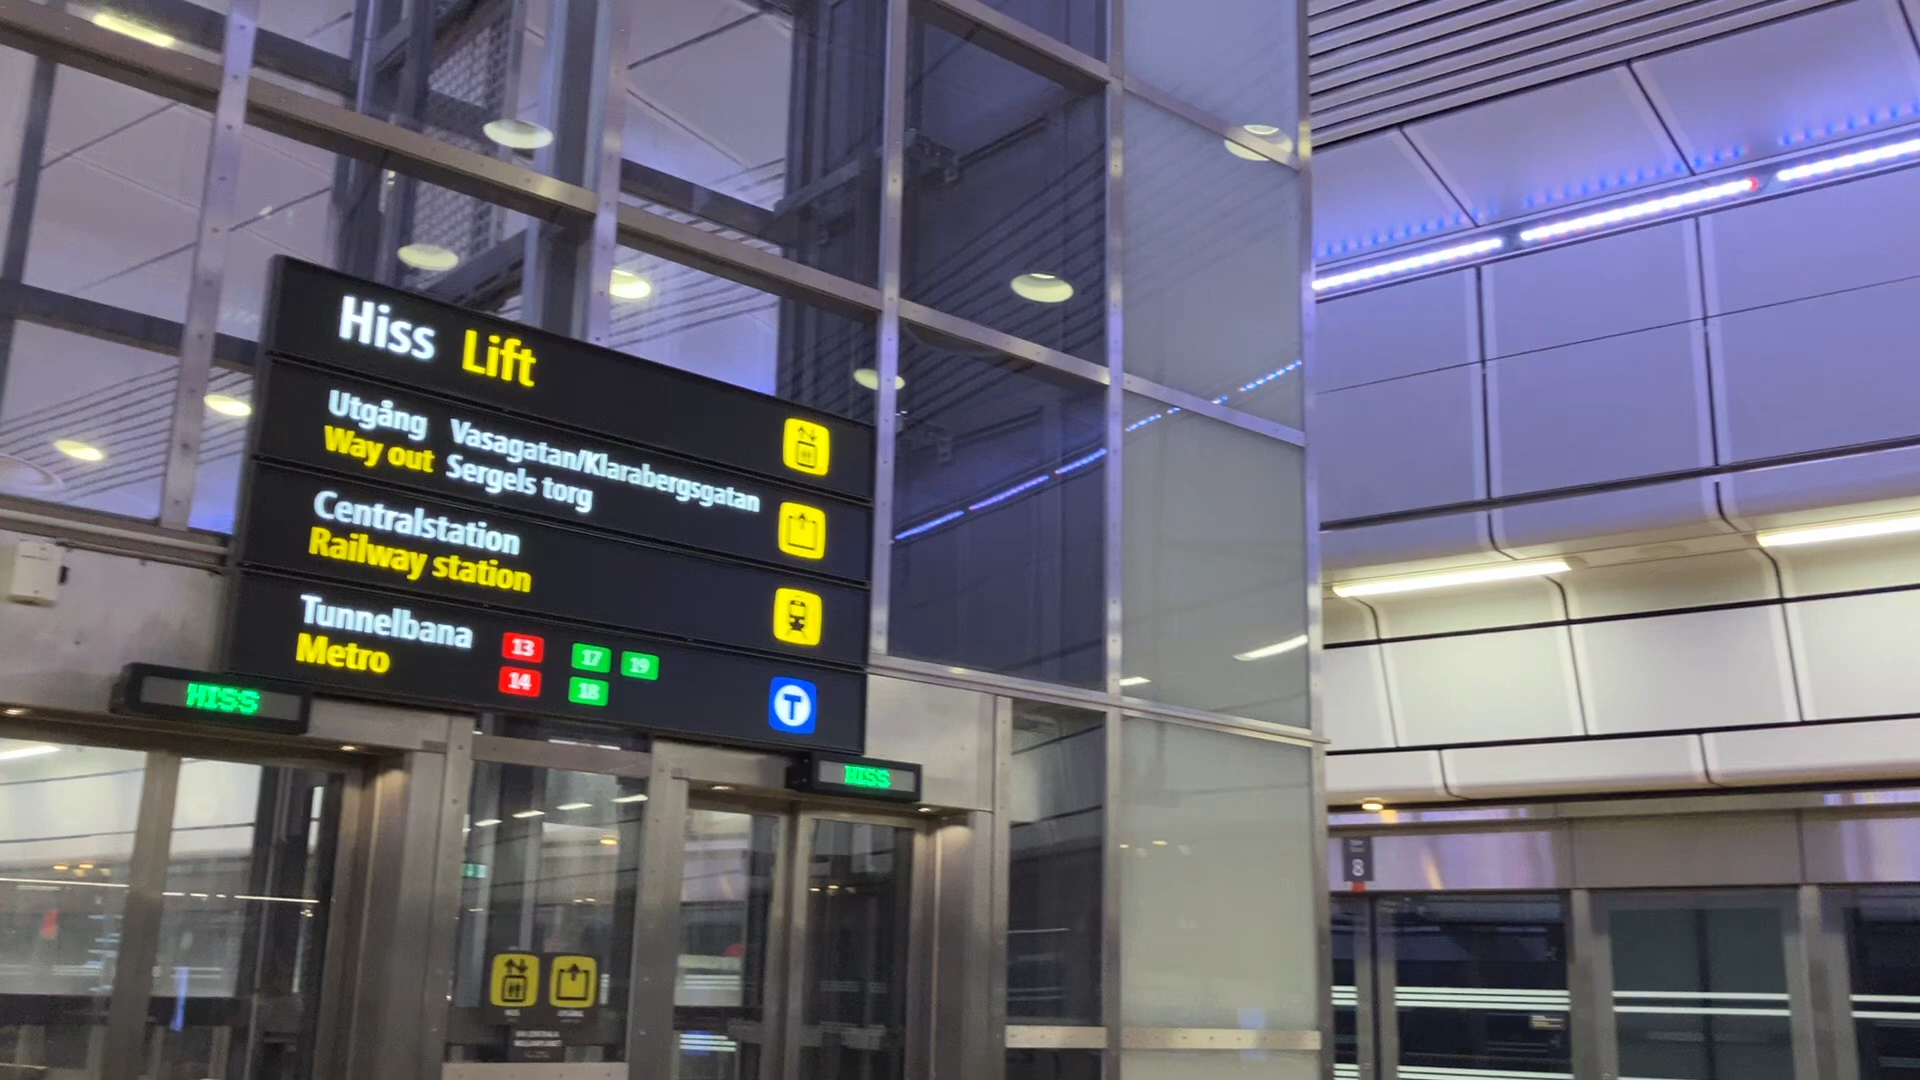 Hiss Lift
Utgång Vasagatan/Klarabergsgatan
Way out Sergels torg
Centralstation
Railway station
Tunnelbana 13 17 19
Metro 14 18
T
HISS
HISS
8